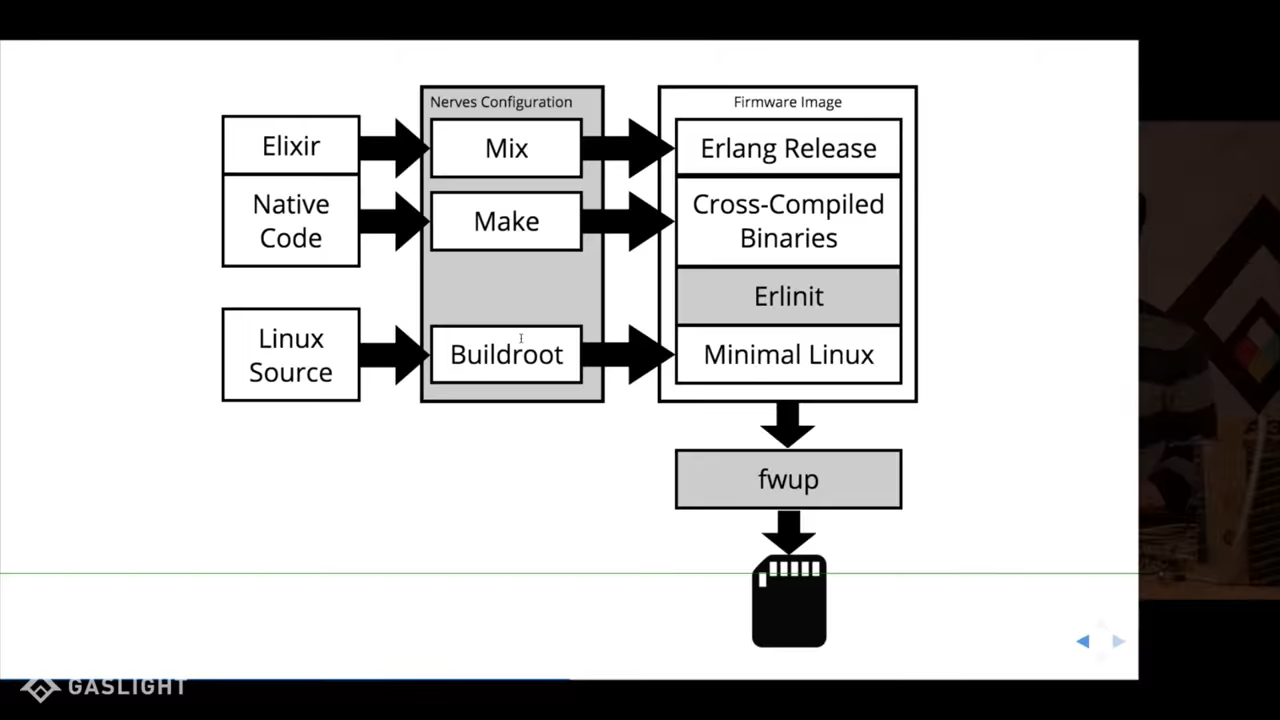 Nerves Configuration
Firmware Image
Elixir
Mix
Erlang Release
Native
Code
Make
Cross-Compiled
Binaries
Erlinit
Linux
Source
Buildroot
Minimal Linux
fwup
GASLIGHT